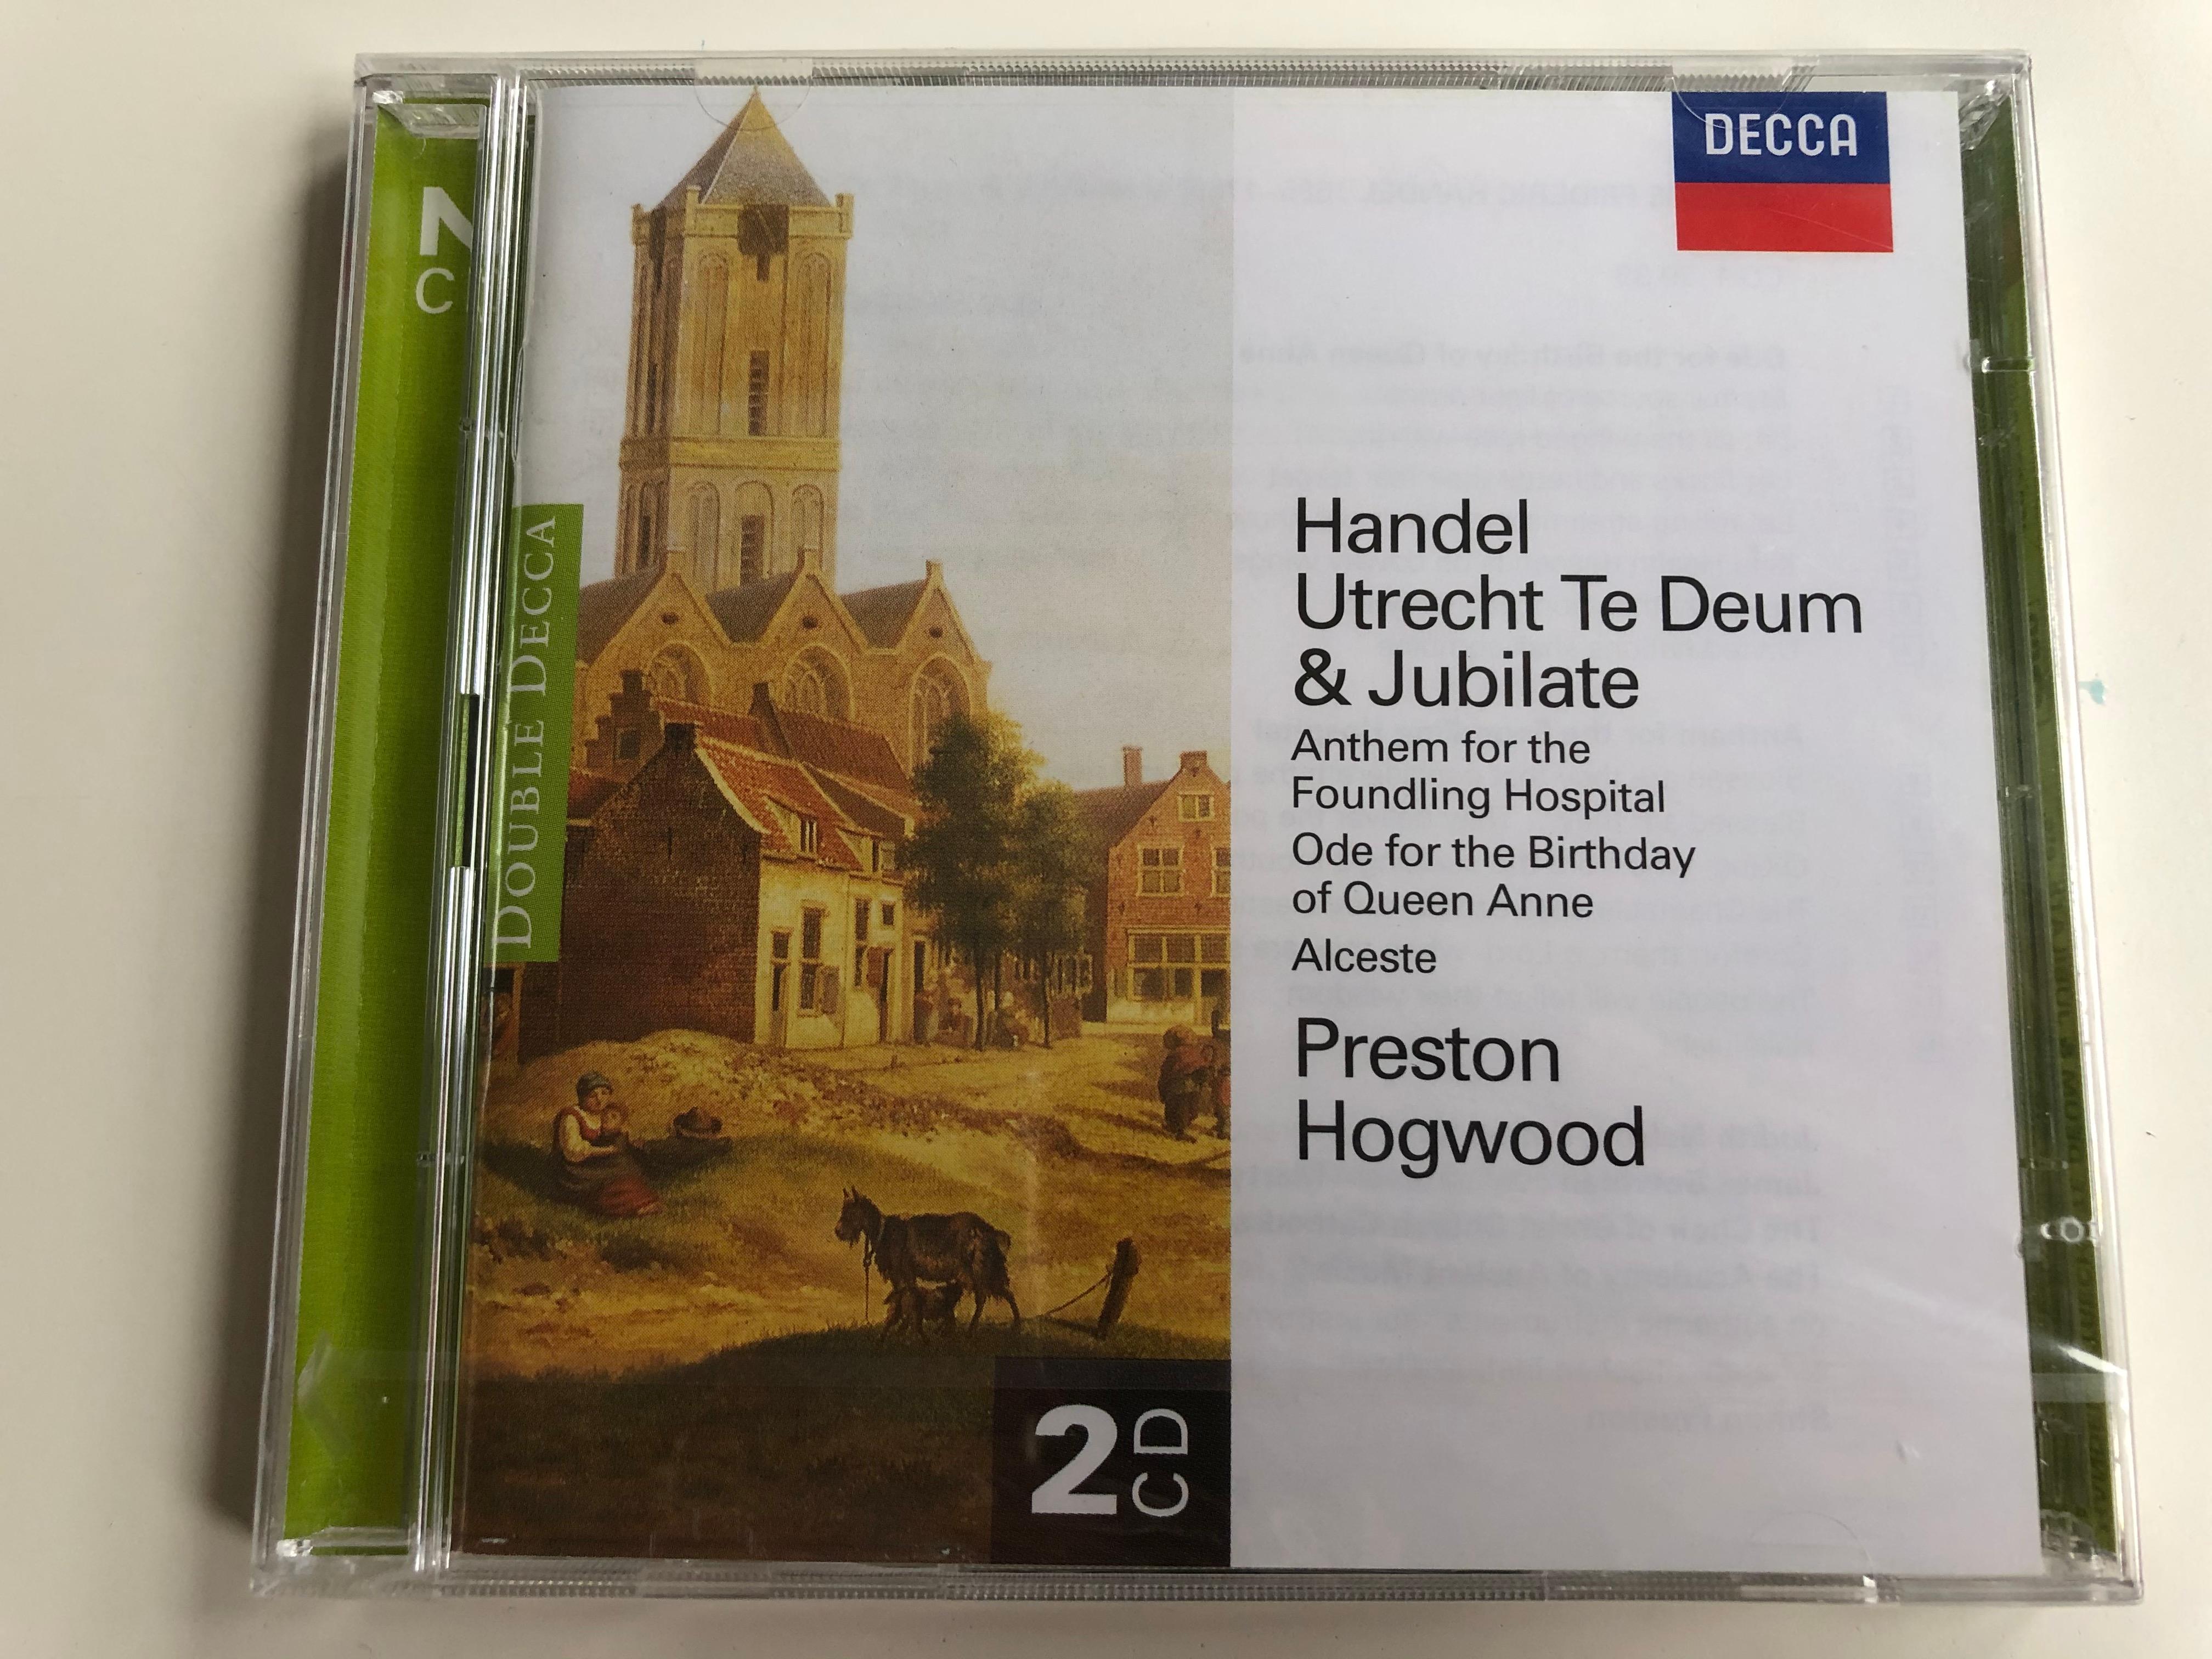 DECCA
DOUBLE DECCA
Handel
Utrecht Te Deum
& Jubilate
Anthem for the
Foundling Hospital
Ode for the Birthday
of Queen Anne
Alceste
Preston
Hogwood
2 CD